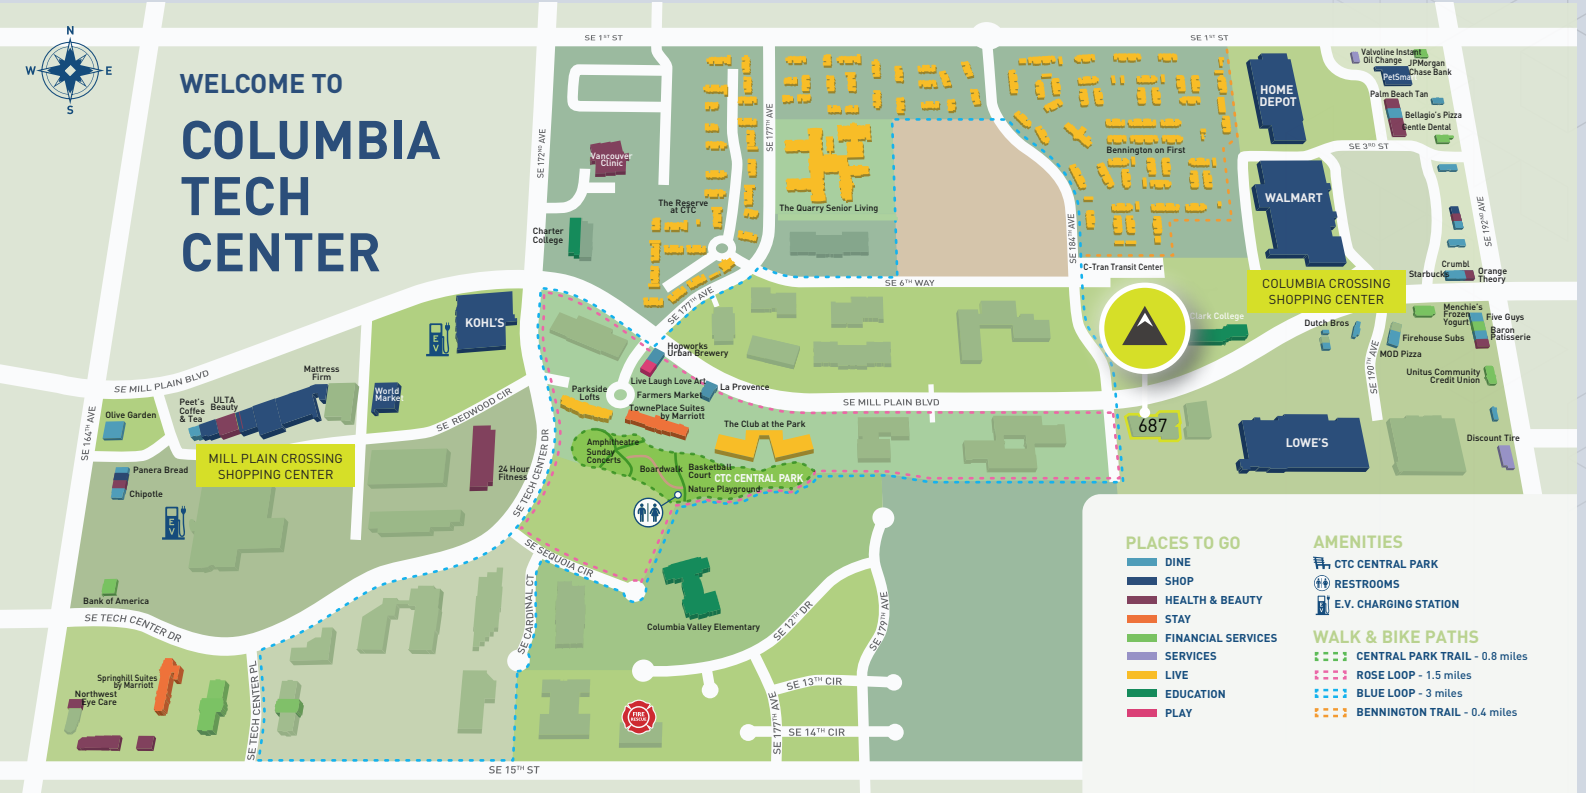 N
W
E
S
WELCOME TO
COLUMBIA
TECH
CENTER
SE 1ST ST
SE 1ST ST
SE 172ND AVE
SE 177TH AVE
SE 184TH AVE
SE 192ND AVE
SE 3RD ST
SE 6TH WAY
SE 177TH AVE
SE MILL PLAIN BLVD
SE MILL PLAIN BLVD
SE 190TH AVE
SE 164TH AVE
SE REDWOOD CIR
SE TECH CENTER DR
SE SEQUOIA CIR
SE CARDINAL CT
SE TECH CENTER DR
SE TECH CENTER PL
SE 12TH DR
SE 179TH AVE
SE 13TH CIR
SE 177TH AVE
SE 14TH CIR
SE 15TH ST
Vancouver
Clinic
Charter
College
The Reserve
at CTC
The Quarry Senior Living
Bennington on First
C-Tran Transit Center
HOME
DEPOT
WALMART
Valvoline Instant
Oil Change
JPMorgan
Chase Bank
PetSmart
Palm Beach Tan
Bellagio's Pizza
Gentle Dental
Crumbl
Starbucks
Orange
Theory
COLUMBIA CROSSING
SHOPPING CENTER
Clark College
Dutch Bros
Menchie's
Frozen
Yogurt
Five Guys
Baron
Patisserie
Firehouse Subs
MOD Pizza
Unitus Community
Credit Union
Discount Tire
LOWE'S
687
KOHL'S
EV
Mattress
Firm
World
Market
Peet's
Coffee
& Tea
ULTA
Beauty
Olive Garden
MILL PLAIN CROSSING
SHOPPING CENTER
Panera Bread
Chipotle
EV
24 Hour
Fitness
Bank of America
Springhill Suites
by Marriott
Northwest
Eye Care
Hopworks
Urban Brewery
Live Laugh Love Art
Farmers Market
La Provence
Parkside
Lofts
TownePlace Suites
by Marriott
The Club at the Park
Amphitheatre
Sunday
Concerts
Boardwalk
Basketball
Court
CTC CENTRAL PARK
Nature Playground
Columbia Valley Elementary
FIRE
RESCUE
PLACES TO GO
DINE
SHOP
HEALTH & BEAUTY
STAY
FINANCIAL SERVICES
SERVICES
LIVE
EDUCATION
PLAY
AMENITIES
CTC CENTRAL PARK
RESTROOMS
E.V. CHARGING STATION
WALK & BIKE PATHS
CENTRAL PARK TRAIL - 0.8 miles
ROSE LOOP - 1.5 miles
BLUE LOOP - 3 miles
BENNINGTON TRAIL - 0.4 miles